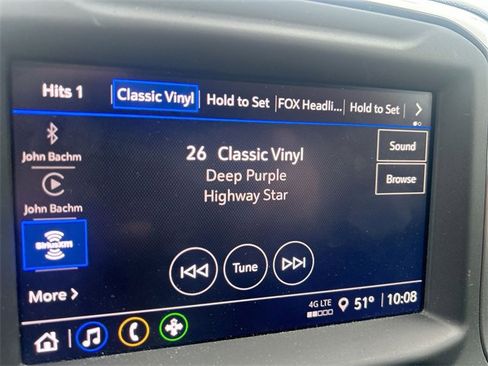 Hits 1 Classic Vinyl Hold to Set FOX Headli... Hold to Set
John Bachm
26 Classic Vinyl
Sound
Deep Purple
Browse
Highway Star
John Bachm
SiriusXM
Tune
More
4G LTE
51° 10:08